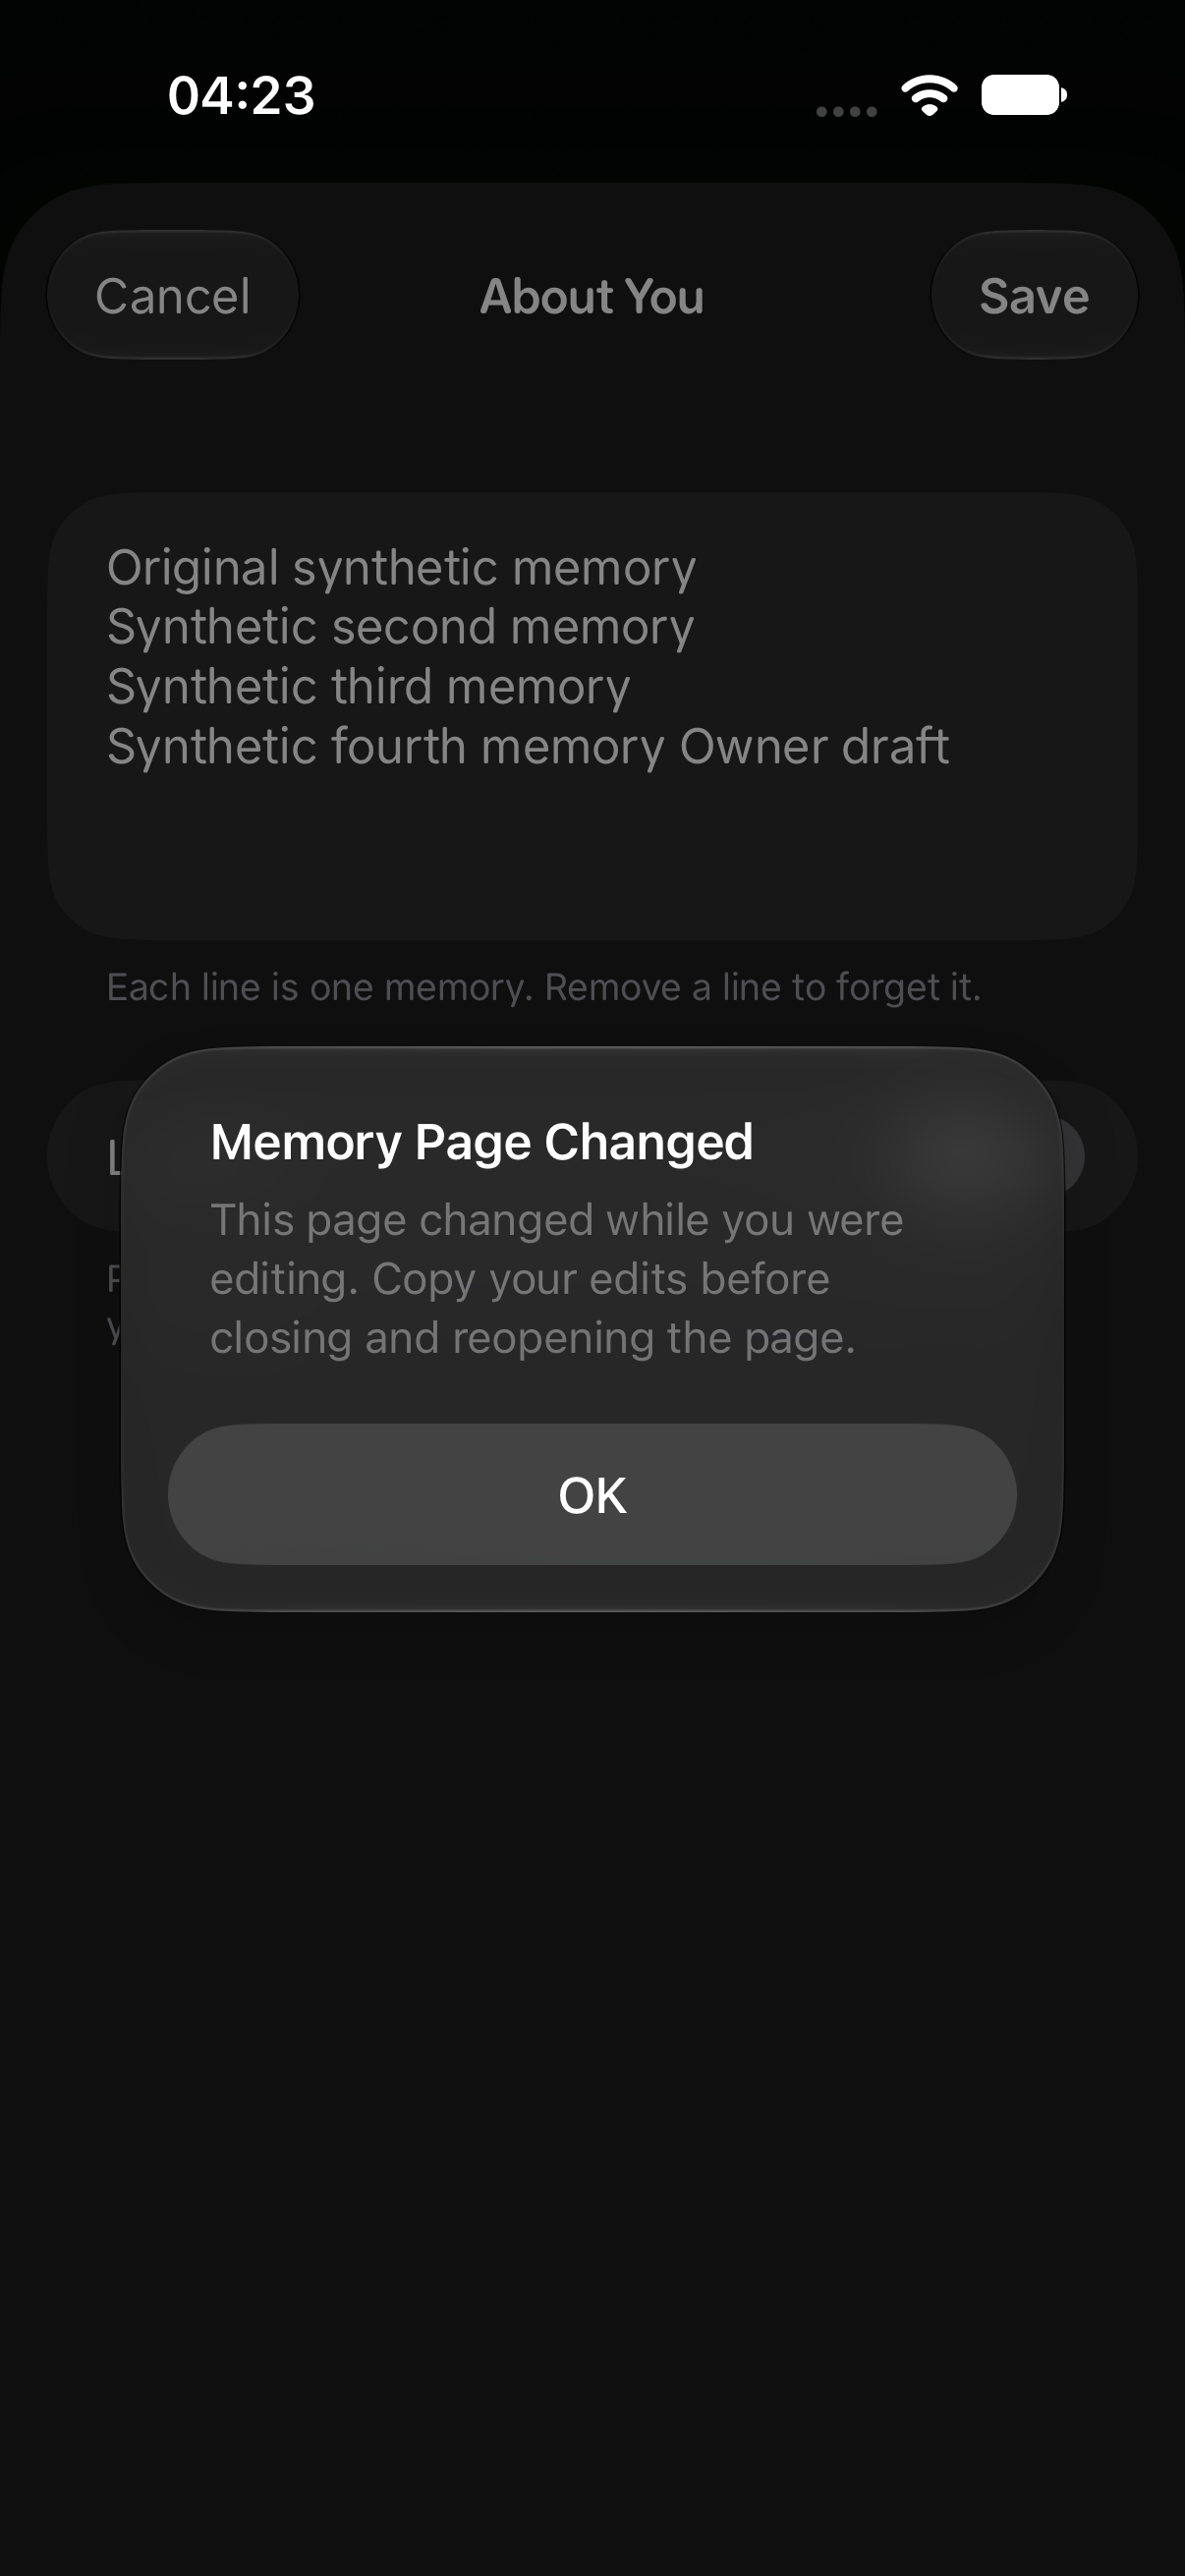 04:23
Cancel
About You
Save
Original synthetic memory
Synthetic second memory
Synthetic third memory
Synthetic fourth memory Owner draft
Each line is one memory. Remove a line to forget it.
Memory Page Changed
This page changed while you were
editing. Copy your edits before
closing and reopening the page.
OK